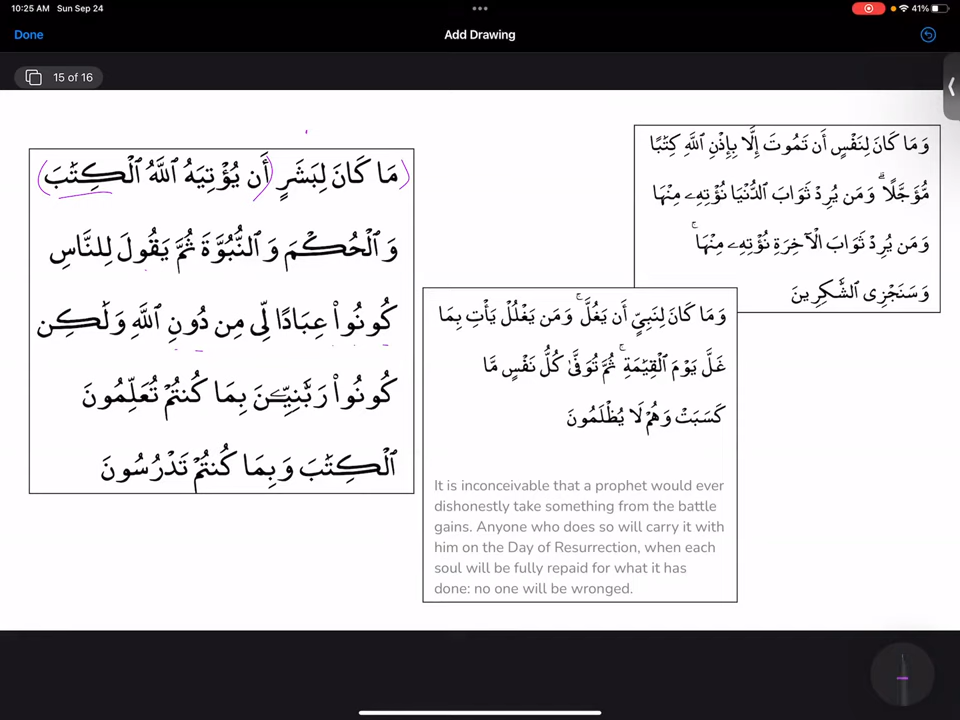 10:25 AM Sun Sep 24
41%
Done
Add Drawing
15 of 16
مَا كَانَ لِبَشَرٍ أَن يُؤْتِيَهُ ٱللَّهُ ٱلْكِتَٰبَ
وَٱلْحُكْمَ وَٱلنُّبُوَّةَ ثُمَّ يَقُولَ لِلنَّاسِ
كُونُوا۟ عِبَادًا لِّى مِن دُونِ ٱللَّهِ وَلَٰكِن
كُونُوا۟ رَبَّٰنِيِّـۧنَ بِمَا كُنتُمْ تُعَلِّمُونَ
ٱلْكِتَٰبَ وَبِمَا كُنتُمْ تَدْرُسُونَ
وَمَا كَانَ لِنَفْسٍ أَن تَمُوتَ إِلَّا بِإِذْنِ ٱللَّهِ كِتَٰبًا
مُّؤَجَّلًا ۗ وَمَن يُرِدْ ثَوَابَ ٱلدُّنْيَا نُؤْتِهِۦ مِنْهَا
وَمَن يُرِدْ ثَوَابَ ٱلْءَاخِرَةِ نُؤْتِهِۦ مِنْهَا ۚ
وَسَنَجْزِى ٱلشَّٰكِرِينَ
وَمَا كَانَ لِنَبِىٍّ أَن يَغُلَّ ۚ وَمَن يَغْلُلْ يَأْتِ بِمَا
غَلَّ يَوْمَ ٱلْقِيَٰمَةِ ۚ ثُمَّ تُوَفَّىٰ كُلُّ نَفْسٍ مَّا
كَسَبَتْ وَهُمْ لَا يُظْلَمُونَ
It is inconceivable that a prophet would ever
dishonestly take something from the battle
gains. Anyone who does so will carry it with
him on the Day of Resurrection, when each
soul will be fully repaid for what it has
done: no one will be wronged.